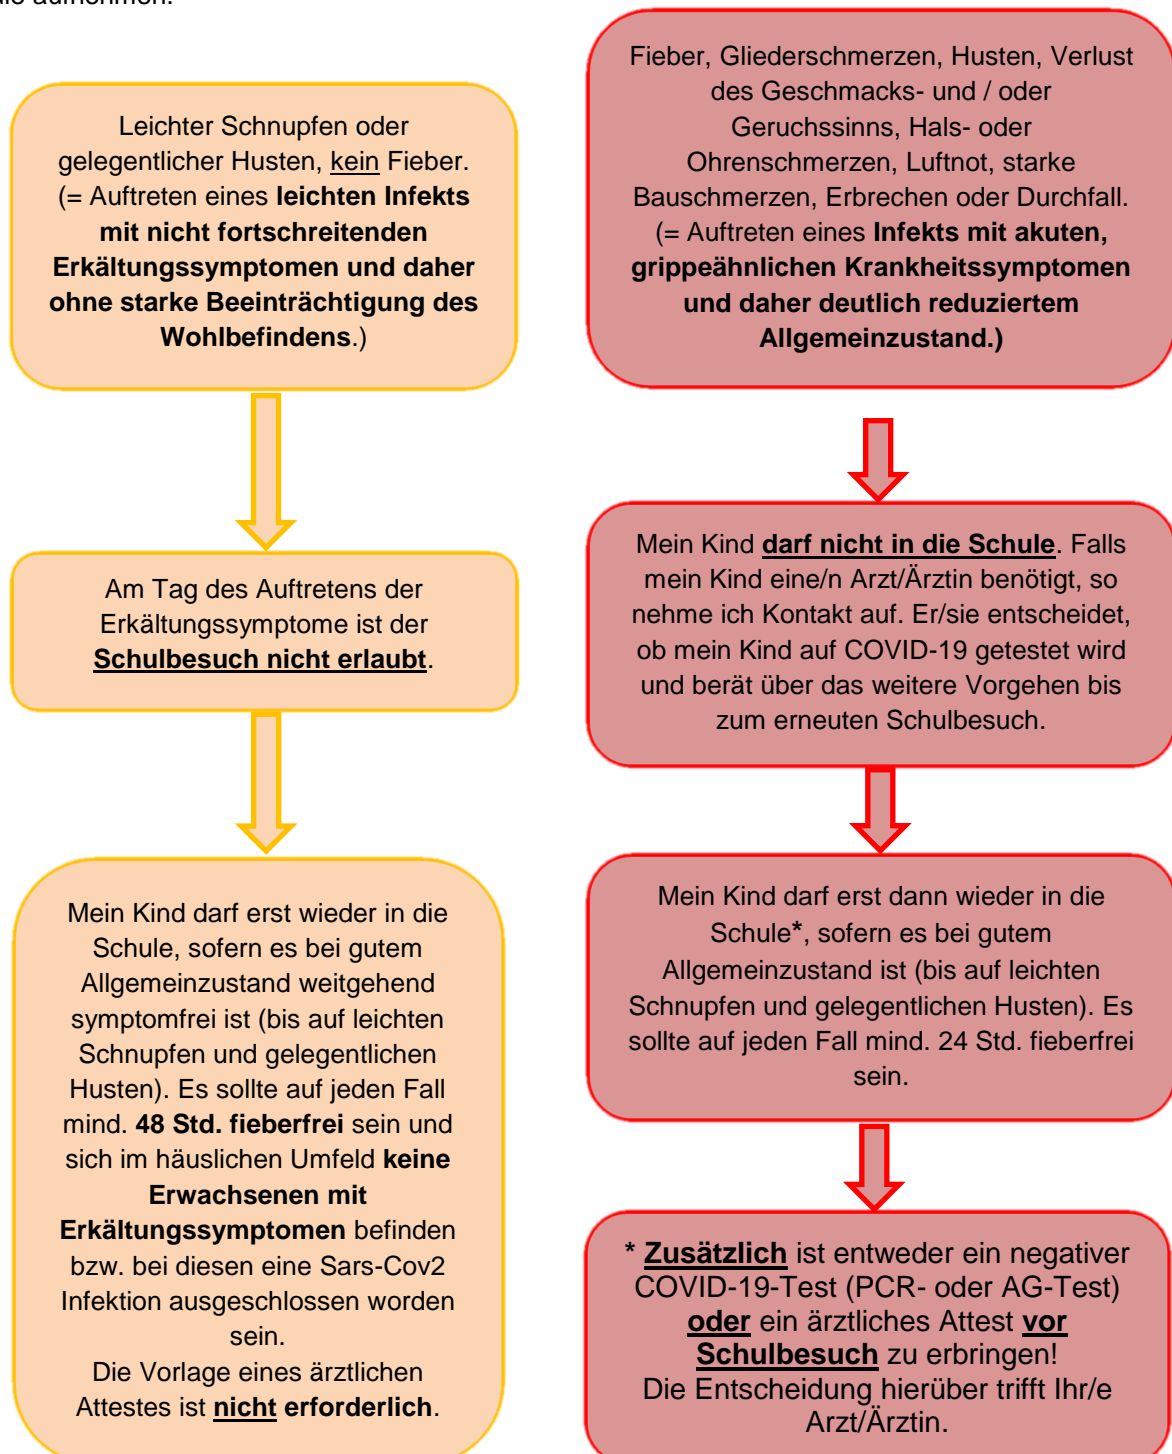 die aufnehmen.
Leichter Schnupfen oder
gelegentlicher Husten, kein Fieber.
(= Auftreten eines leichten Infekts
mit nicht fortschreitenden
Erkältungssymptomen und daher
ohne starke Beeinträchtigung des
Wohlbefindens.)
Am Tag des Auftretens der
Erkältungssymptome ist der
Schulbesuch nicht erlaubt.
Mein Kind darf erst wieder in die
Schule, sofern es bei gutem
Allgemeinzustand weitgehend
symptomfrei ist (bis auf leichten
Schnupfen und gelegentlichen
Husten). Es sollte auf jeden Fall
mind. 48 Std. fieberfrei sein und
sich im häuslichen Umfeld keine
Erwachsenen mit
Erkältungssymptomen befinden
bzw. bei diesen eine Sars-Cov2
Infektion ausgeschlossen worden
sein.
Die Vorlage eines ärztlichen
Attestes ist nicht erforderlich.
Fieber, Gliederschmerzen, Husten, Verlust
des Geschmacks- und / oder
Geruchssinns, Hals- oder
Ohrenschmerzen, Luftnot, starke
Bauschmerzen, Erbrechen oder Durchfall.
(= Auftreten eines Infekts mit akuten,
grippeähnlichen Krankheitssymptomen
und daher deutlich reduziertem
Allgemeinzustand.)
Mein Kind darf nicht in die Schule. Falls
mein Kind eine/n Arzt/Ärztin benötigt, so
nehme ich Kontakt auf. Er/sie entscheidet,
ob mein Kind auf COVID-19 getestet wird
und berät über das weitere Vorgehen bis
zum erneuten Schulbesuch.
Mein Kind darf erst dann wieder in die
Schule*, sofern es bei gutem
Allgemeinzustand ist (bis auf leichten
Schnupfen und gelegentlichen Husten). Es
sollte auf jeden Fall mind. 24 Std. fieberfrei
sein.
* Zusätzlich ist entweder ein negativer
COVID-19-Test (PCR- oder AG-Test)
oder ein ärztliches Attest vor
Schulbesuch zu erbringen!
Die Entscheidung hierüber trifft Ihr/e
Arzt/Ärztin.